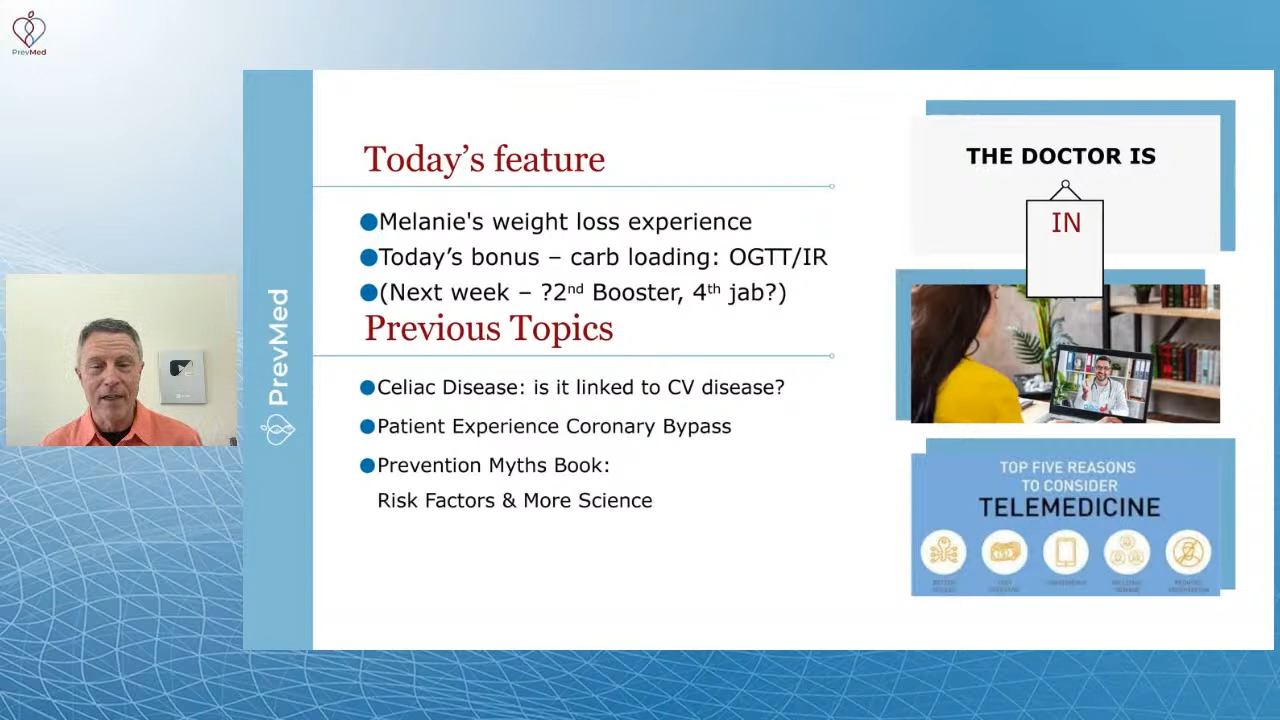 PrevMed
PrevMed
Today’s feature
●Melanie's weight loss experience
●Today’s bonus – carb loading: OGTT/IR
●(Next week – ?2nd Booster, 4th jab?)
Previous Topics
●Celiac Disease: is it linked to CV disease?
●Patient Experience Coronary Bypass
●Prevention Myths Book:
Risk Factors & More Science
THE DOCTOR IS
IN
TOP FIVE REASONS
TO CONSIDER
TELEMEDICINE